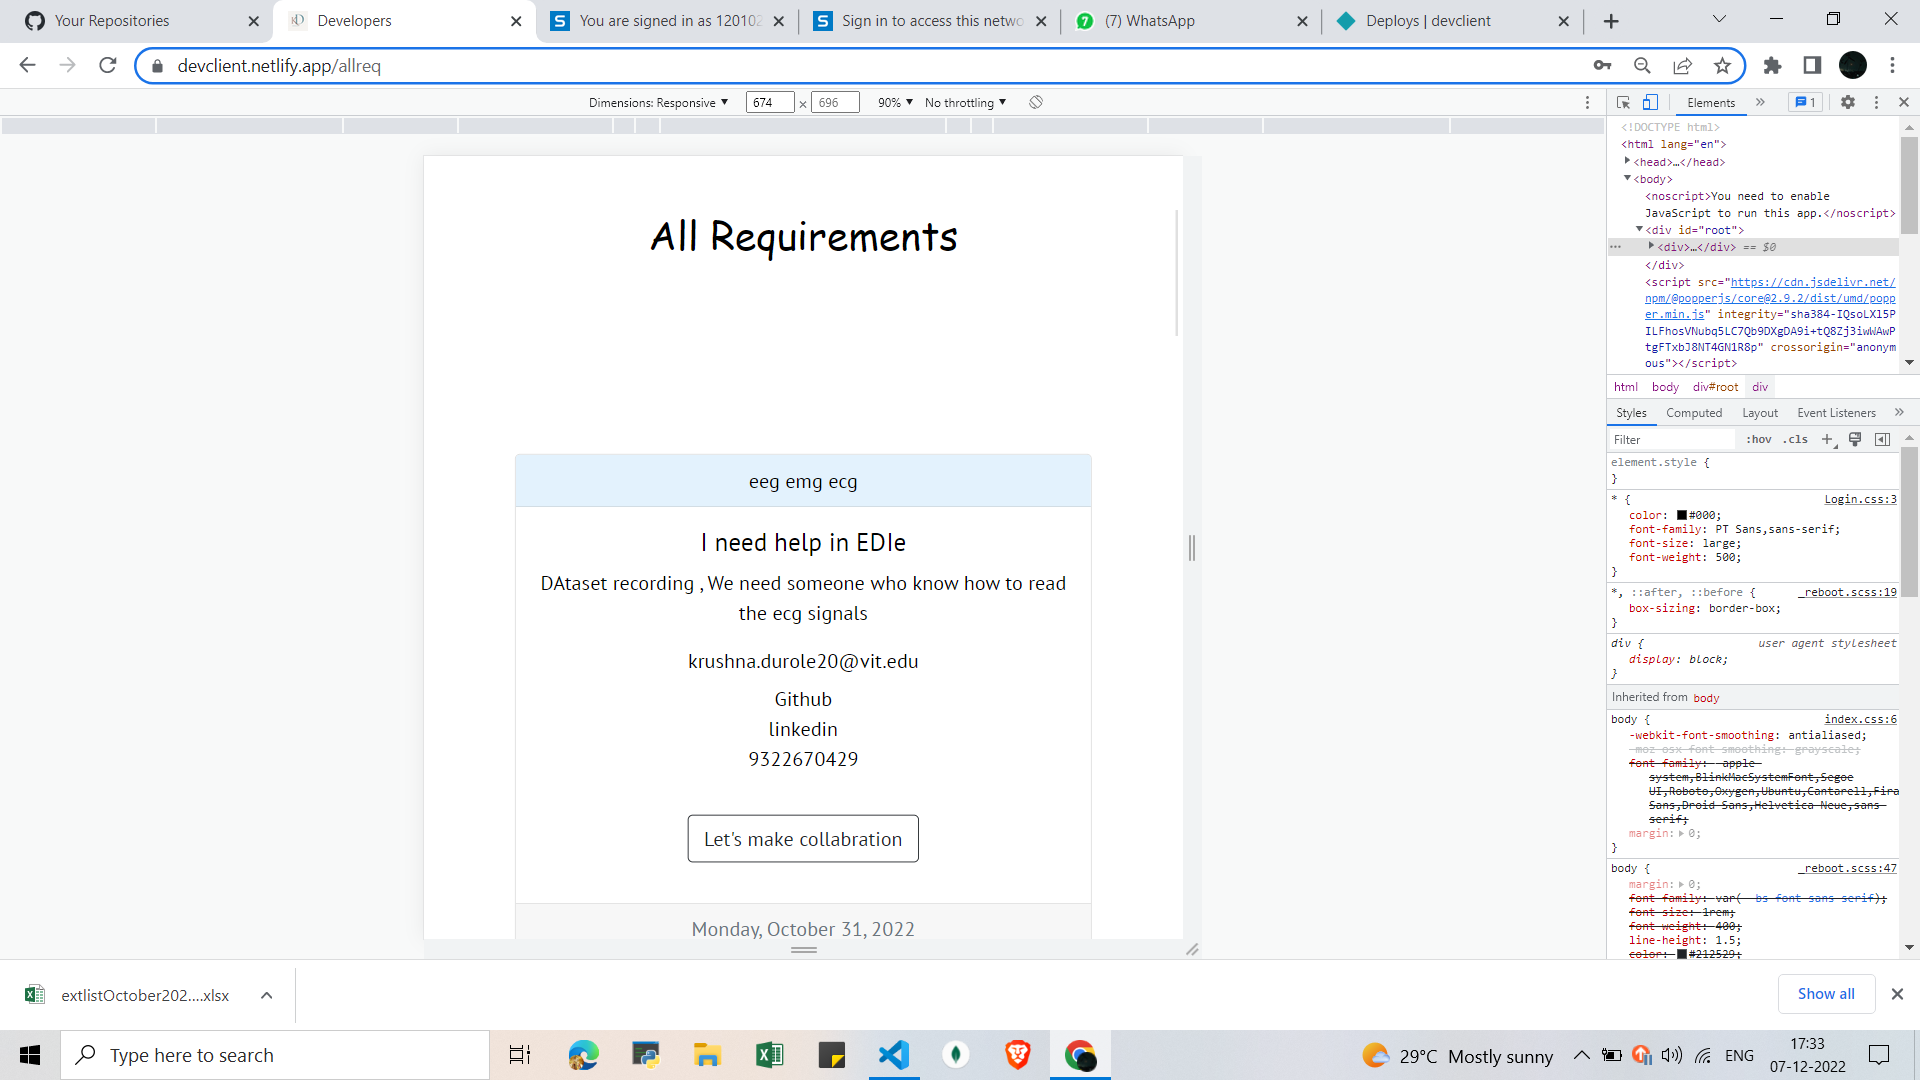 Your Repositories
Developers
You are signed in as 120102
Sign in to access this netwo
(7) WhatsApp
Deploys | devclient
devclient.netlify.app/allreq
Dimensions: Responsive
674 × 696
90%
No throttling
Elements
1
<!DOCTYPE html>
<html lang="en">
<head>…</head>
<body>
<noscript>You need to enable
JavaScript to run this app.</noscript>
<div id="root">
<div>…</div> == $0
</div>
<script src="https://cdn.jsdelivr.net/
npm/@popperjs/core@2.9.2/dist/umd/popp
er.min.js" integrity="sha384-IQsoLXl5P
ILFhosVNubq5LC7Qb9DXgDA9i+tQ8Zj3iwWAwP
tgFTxbJ8NT4GN1R8p" crossorigin="anonym
ous"></script>
html body div#root div
Styles Computed Layout Event Listeners
Filter :hov .cls
element.style {
}
* { Login.css:3
color: #000;
font-family: PT Sans,sans-serif;
font-size: large;
font-weight: 500;
}
*, ::after, ::before { _reboot.scss:19
box-sizing: border-box;
}
div { user agent stylesheet
display: block;
}
Inherited from body
body { index.css:6
-webkit-font-smoothing: antialiased;
-moz-osx-font-smoothing: grayscale;
font-family: -apple-
system,BlinkMacSystemFont,Segoe
UI,Roboto,Oxygen,Ubuntu,Cantarell,Fira
Sans,Droid Sans,Helvetica Neue,sans-
serif;
margin: 0;
}
body { _reboot.scss:47
margin: 0;
font-family: var(--bs-font-sans-serif);
font-size: 1rem;
font-weight: 400;
line-height: 1.5;
color: #212529;
All Requirements
eeg emg ecg
I need help in EDIe
DAtaset recording , We need someone who know how to read
the ecg signals
krushna.durole20@vit.edu
Github
linkedin
9322670429
Let's make collabration
Monday, October 31, 2022
extlistOctober202....xlsx
Show all
Type here to search
29°C Mostly sunny
ENG
17:33
07-12-2022